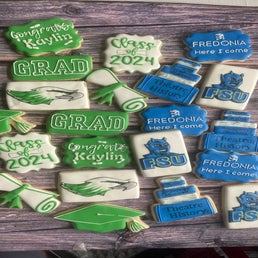 Congrats
Kaylin
Class
of
2024
FREDONIA
Here I come
GRAD
FSU
GRAD
FREDONIA
Here I come
Theatre
History
Class
of
2024
Congrats
Kaylin
FSU
FREDONIA
Here I come
Theatre
History
FSU